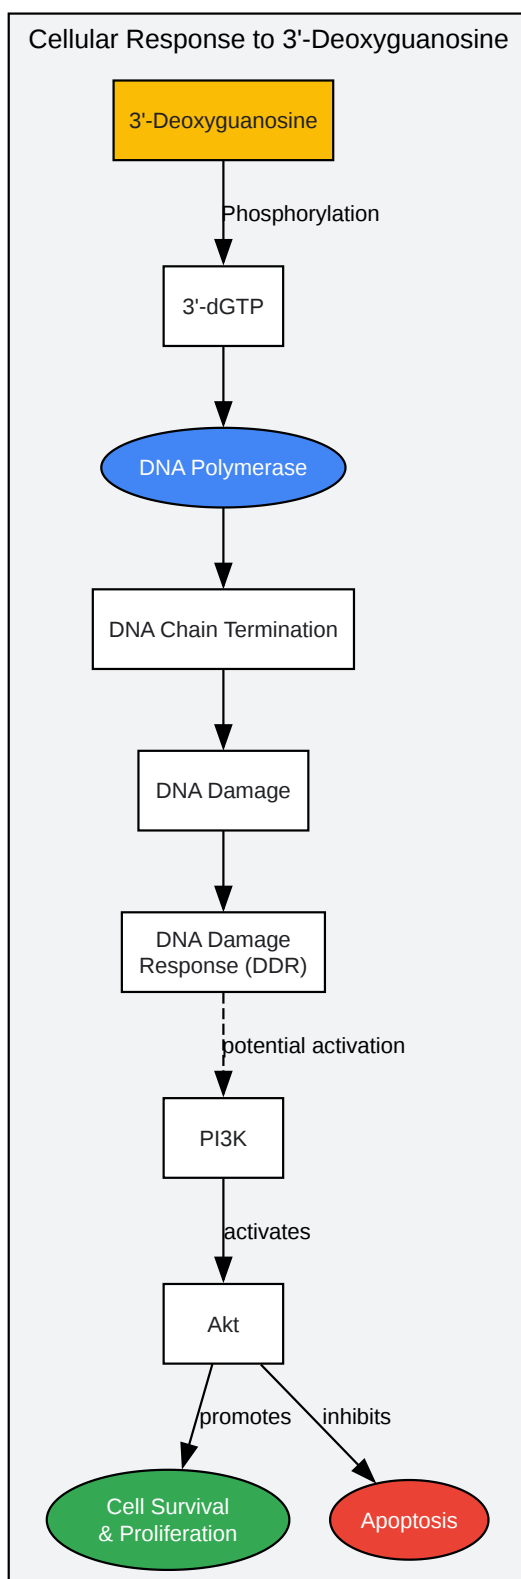 Cellular Response to 3'-Deoxyguanosine
3'-Deoxyguanosine
Phosphorylation
3'-dGTP
DNA Polymerase
DNA Chain Termination
DNA Damage
DNA Damage
Response (DDR)
potential activation
PI3K
activates
Akt
promotes
inhibits
Cell Survival
& Proliferation
Apoptosis